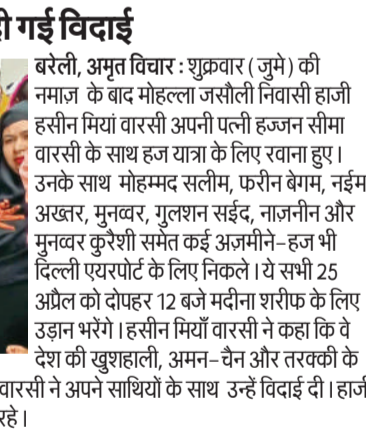 गई विदाई
बरेली, अमृत विचार : शुक्रवार ( जुमे ) की
नमाज़ के बाद मोहल्ला जसौली निवासी हाजी
हसीन मियां वारसी अपनी पत्नी हज्जन सीमा
वारसी के साथ हज यात्रा के लिए रवाना हुए।
उनके साथ मोहम्मद सलीम, फरीन बेगम, नईम
अख्तर, मुनव्वर, गुलशन सईद, नाज़नीन और
मुनव्वर कुरैशी समेत कई अज़मीने-हज भी
दिल्ली एयरपोर्ट के लिए निकले। ये सभी 25
अप्रैल को दोपहर 12 बजे मदीना शरीफ के लिए
उड़ान भरेंगे। हसीन मियाँ वारसी ने कहा कि वे
देश की खुशहाली, अमन-चैन और तरक्की के
वारसी ने अपने साथियों के साथ उन्हें विदाई दी। हाजी
रहे।